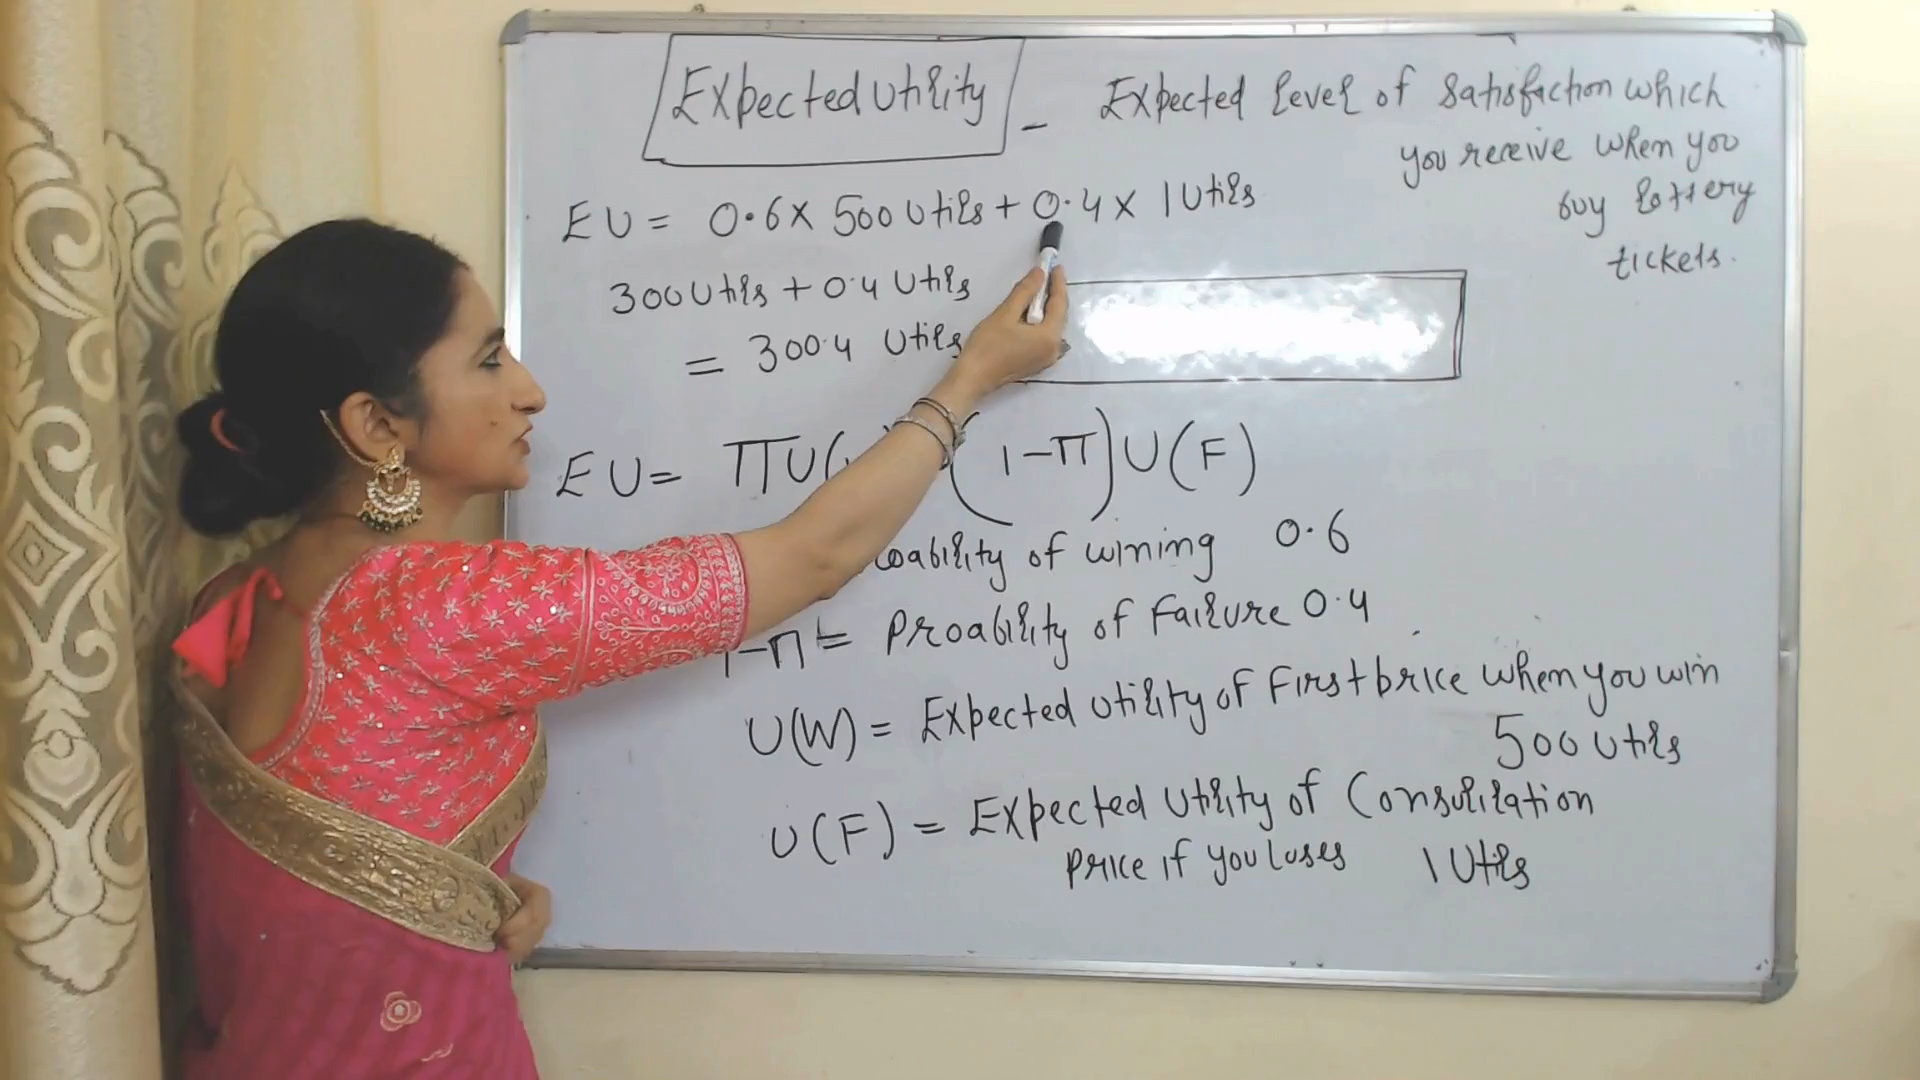 Expected Utility - Expected level of Satisfaction which
you receive when you
buy lottery
tickets.
EU = 0.6 x 500 Utils + 0.4 x 1 Utils
300 Utils + 0.4 Utils
= 300.4 Utils
EU = πU( (1-π) U(F)
of wining 0.6
1-π = Proability of Failure 0.4
U(W) = Expected Utility of First price when you win
500 Utils
U(F) = Expected Utility of Consolilation
price if you loses 1 Utils